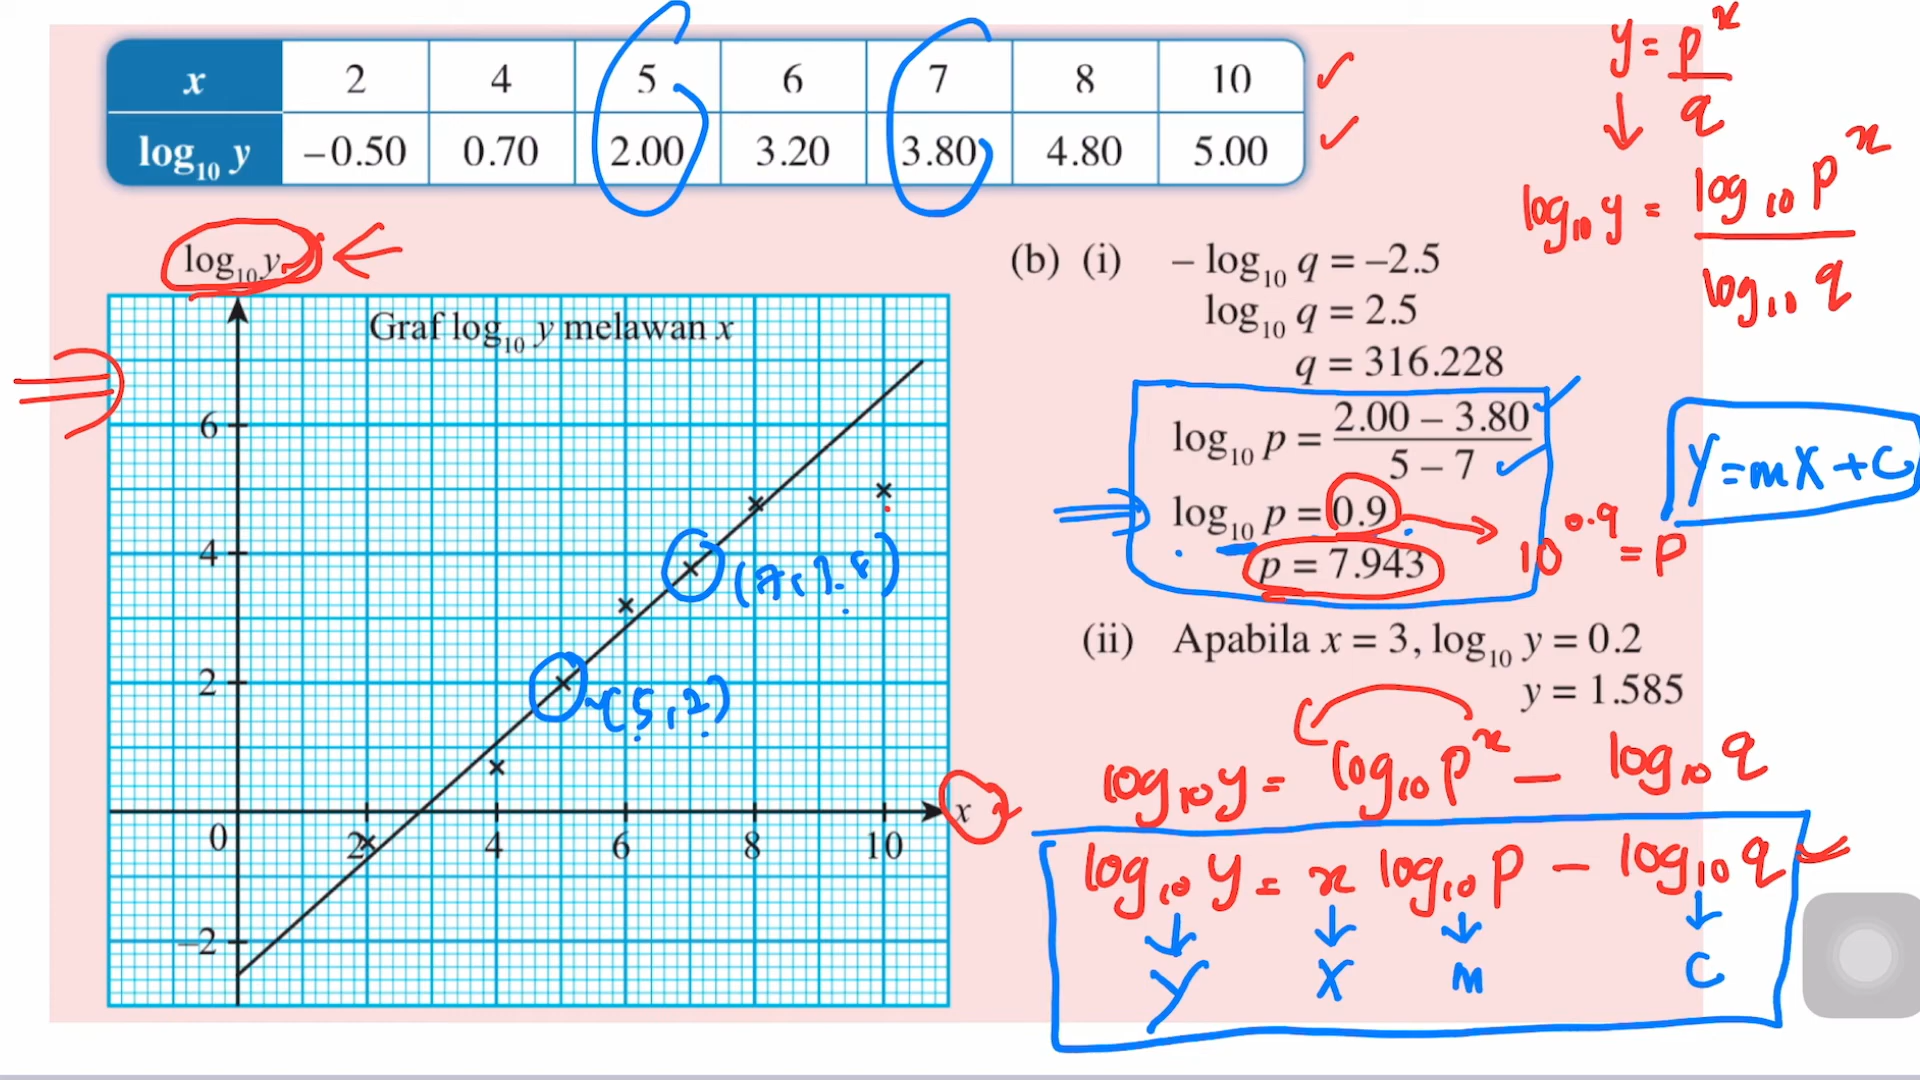 x 2 4 5 6 7 8 10
log₁₀ y −0.50 0.70 2.00 3.20 3.80 4.80 5.00
y = pˣ / q
log₁₀ y = log₁₀ pˣ / log₁₀ q
log₁₀ y
Graf log₁₀ y melawan x
6
4
2
0
−2
2 4 6 8 10
x
(5, 2)
(b) (i) − log₁₀ q = −2.5
log₁₀ q = 2.5
q = 316.228
log₁₀ p = (2.00 − 3.80) / (5 − 7)
log₁₀ p = 0.9
p = 7.943
10^0.9 = p
Y = mX + C
(ii) Apabila x = 3, log₁₀ y = 0.2
y = 1.585
log₁₀ y = log₁₀ pˣ − log₁₀ q
log₁₀ y = x log₁₀ p − log₁₀ q
Y X m C